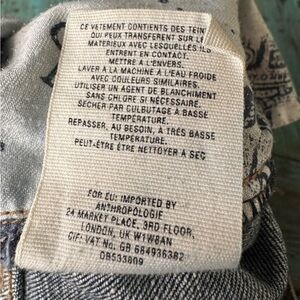 CE VETEMENT CONTIENTS DES TEIN
QUI PEUX TRANSFERENT SUR LE
MATERIEUX AVEC LESQUELLES ILS
ENTRENT EN CONTACT.
METTRE A L'ENVERS.
LAVER A LA MACHINE A L'EAU FROIDE
AVEC COULEURS SIMILAIRES.
UTILISER UN AGENT DE BLANCHIMENT
SANS CHLORE SI NÉCESSAIRE.
SÉCHER PAR CULBUTAGE À BASSE
TEMPÉRATURE.
REPASSER, AU BESOIN, À TRÈS BASSE
TEMPÉRATURE.
PEUT-ÊTRE ÊTRE NETTOYER A SEC
FOR EU: IMPORTED BY
ANTHROPOLOGIE
24 MARKET PLACE, 3RD FLOOR,
LONDON, UK W1W8AN
CIF: VAT No. GB 684936382
OB533809